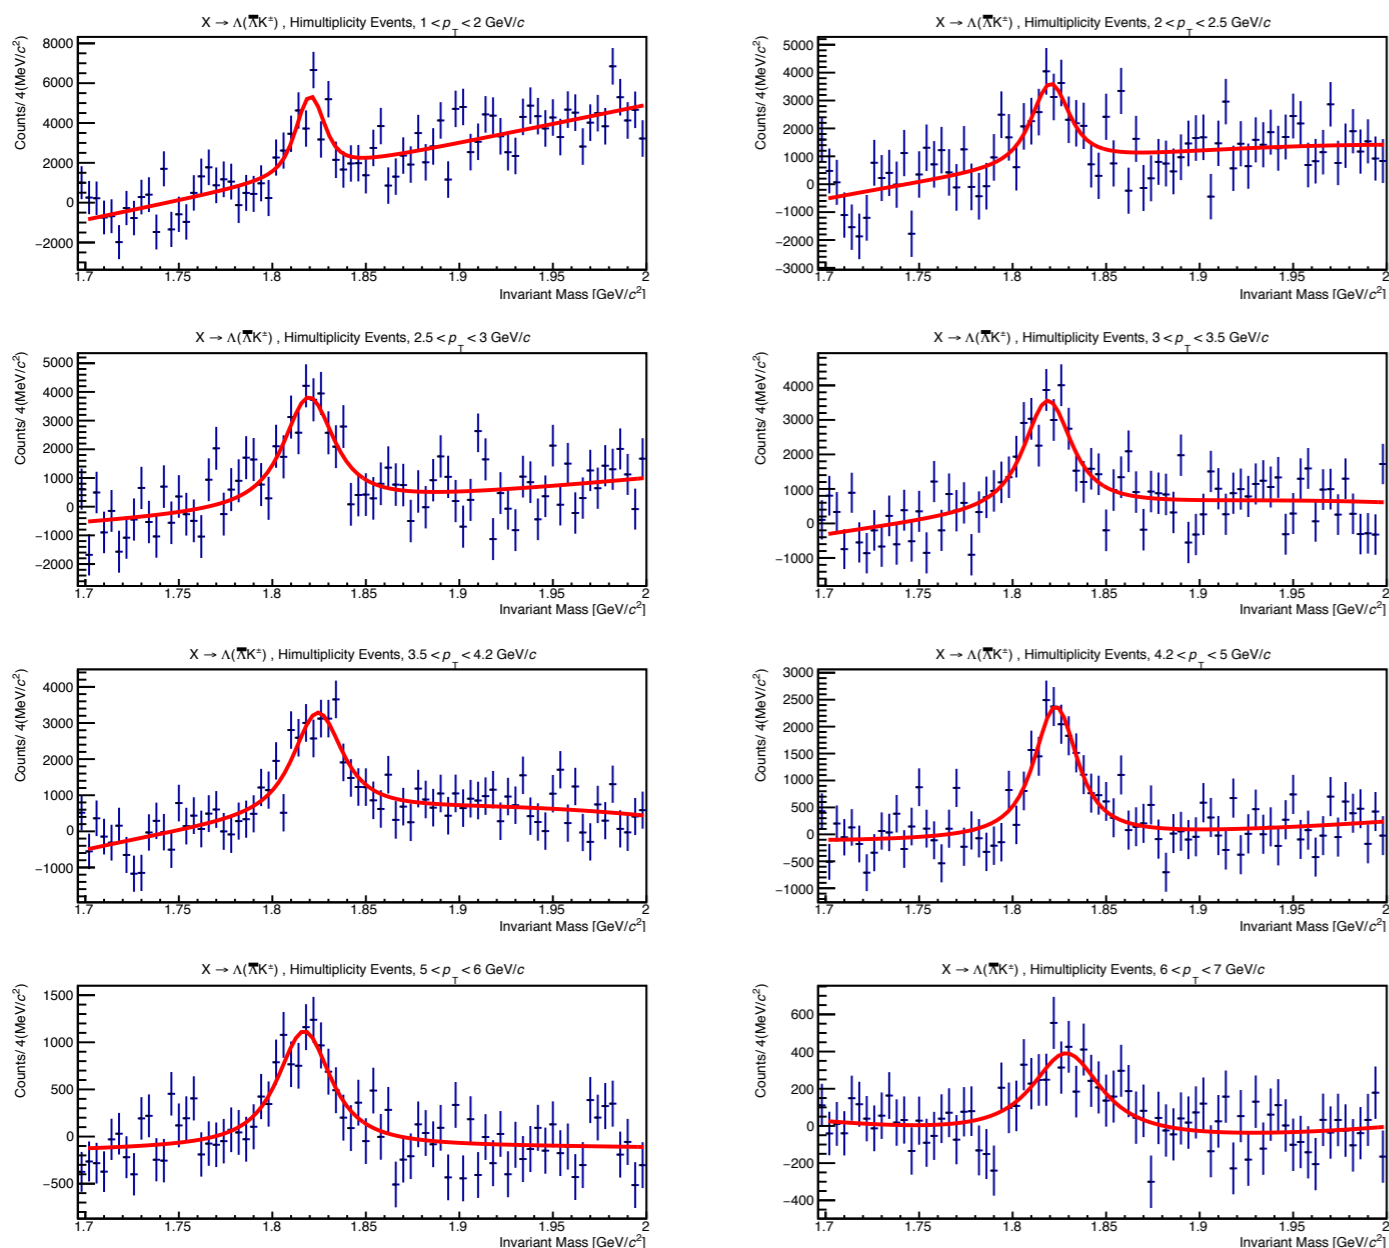 X → Λ(Λ̅K±) , Himultiplicity Events, 1 < p_T < 2 GeV/c
Counts/ 4(MeV/c²)
8000
6000
4000
2000
0
−2000
1.7 1.75 1.8 1.85 1.9 1.95 2
Invariant Mass [GeV/c²]
X → Λ(Λ̅K±) , Himultiplicity Events, 2 < p_T < 2.5 GeV/c
Counts/ 4(MeV/c²)
5000
4000
3000
2000
1000
0
−1000
−2000
−3000
1.7 1.75 1.8 1.85 1.9 1.95 2
Invariant Mass [GeV/c²]
X → Λ(Λ̅K±) , Himultiplicity Events, 2.5 < p_T < 3 GeV/c
Counts/ 4(MeV/c²)
5000
4000
3000
2000
1000
0
−1000
−2000
1.7 1.75 1.8 1.85 1.9 1.95 2
Invariant Mass [GeV/c²]
X → Λ(Λ̅K±) , Himultiplicity Events, 3 < p_T < 3.5 GeV/c
Counts/ 4(MeV/c²)
4000
3000
2000
1000
0
−1000
1.7 1.75 1.8 1.85 1.9 1.95 2
Invariant Mass [GeV/c²]
X → Λ(Λ̅K±) , Himultiplicity Events, 3.5 < p_T < 4.2 GeV/c
Counts/ 4(MeV/c²)
4000
3000
2000
1000
0
−1000
1.7 1.75 1.8 1.85 1.9 1.95 2
Invariant Mass [GeV/c²]
X → Λ(Λ̅K±) , Himultiplicity Events, 4.2 < p_T < 5 GeV/c
Counts/ 4(MeV/c²)
3000
2500
2000
1500
1000
500
0
−500
−1000
1.7 1.75 1.8 1.85 1.9 1.95 2
Invariant Mass [GeV/c²]
X → Λ(Λ̅K±) , Himultiplicity Events, 5 < p_T < 6 GeV/c
Counts/ 4(MeV/c²)
1500
1000
500
0
−500
1.7 1.75 1.8 1.85 1.9 1.95 2
Invariant Mass [GeV/c²]
X → Λ(Λ̅K±) , Himultiplicity Events, 6 < p_T < 7 GeV/c
Counts/ 4(MeV/c²)
600
400
200
0
−200
−400
1.7 1.75 1.8 1.85 1.9 1.95 2
Invariant Mass [GeV/c²]